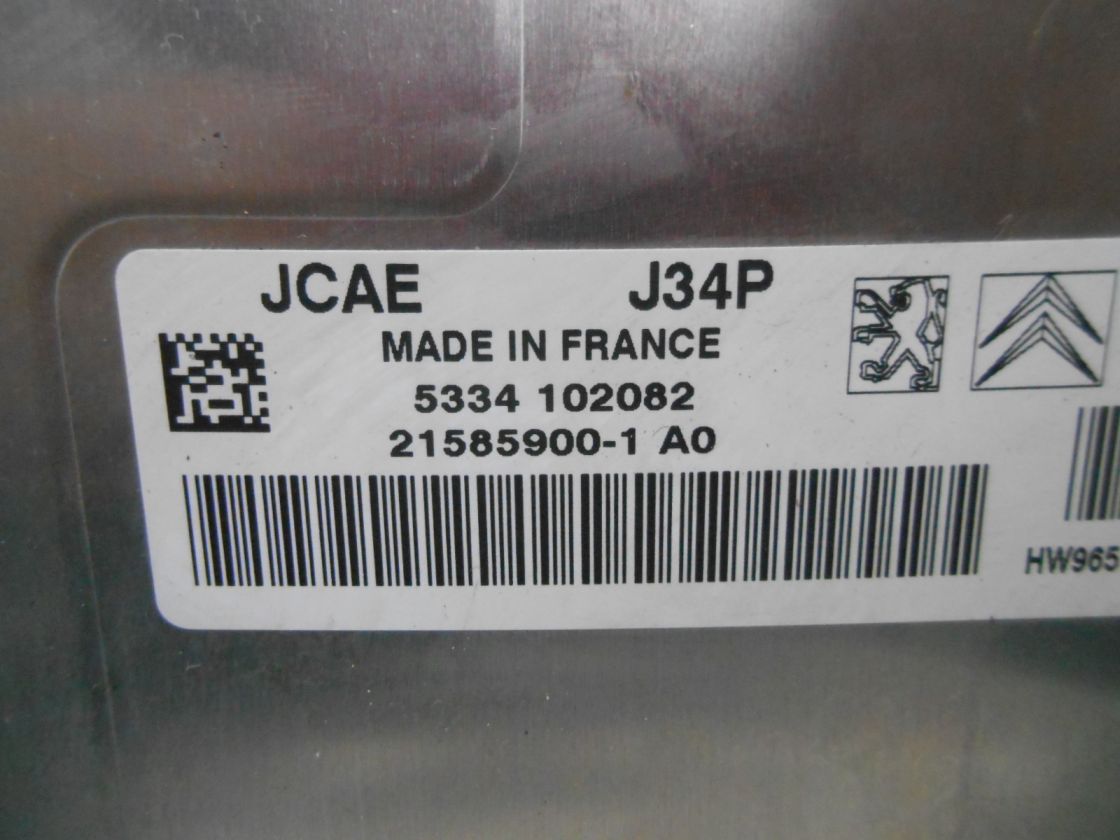 JCAE J34P
MADE IN FRANCE
5334 102082
21585900-1 A0
HW965